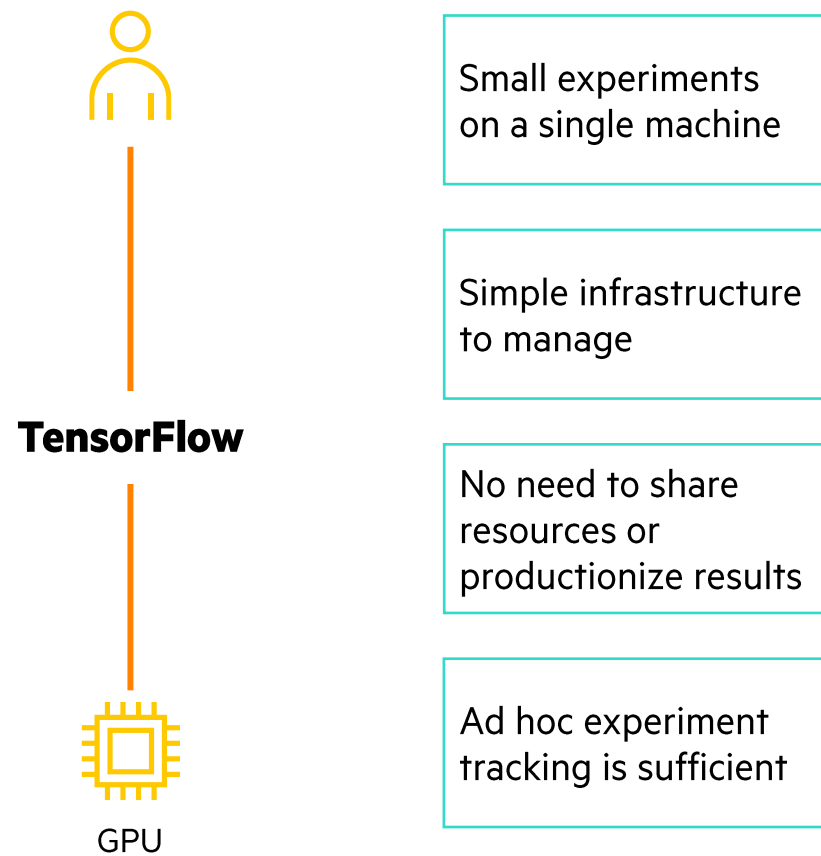 Small experiments
on a single machine
Simple infrastructure
to manage
TensorFlow
No need to share
resources or
productionize results
Ad hoc experiment
tracking is sufficient
GPU